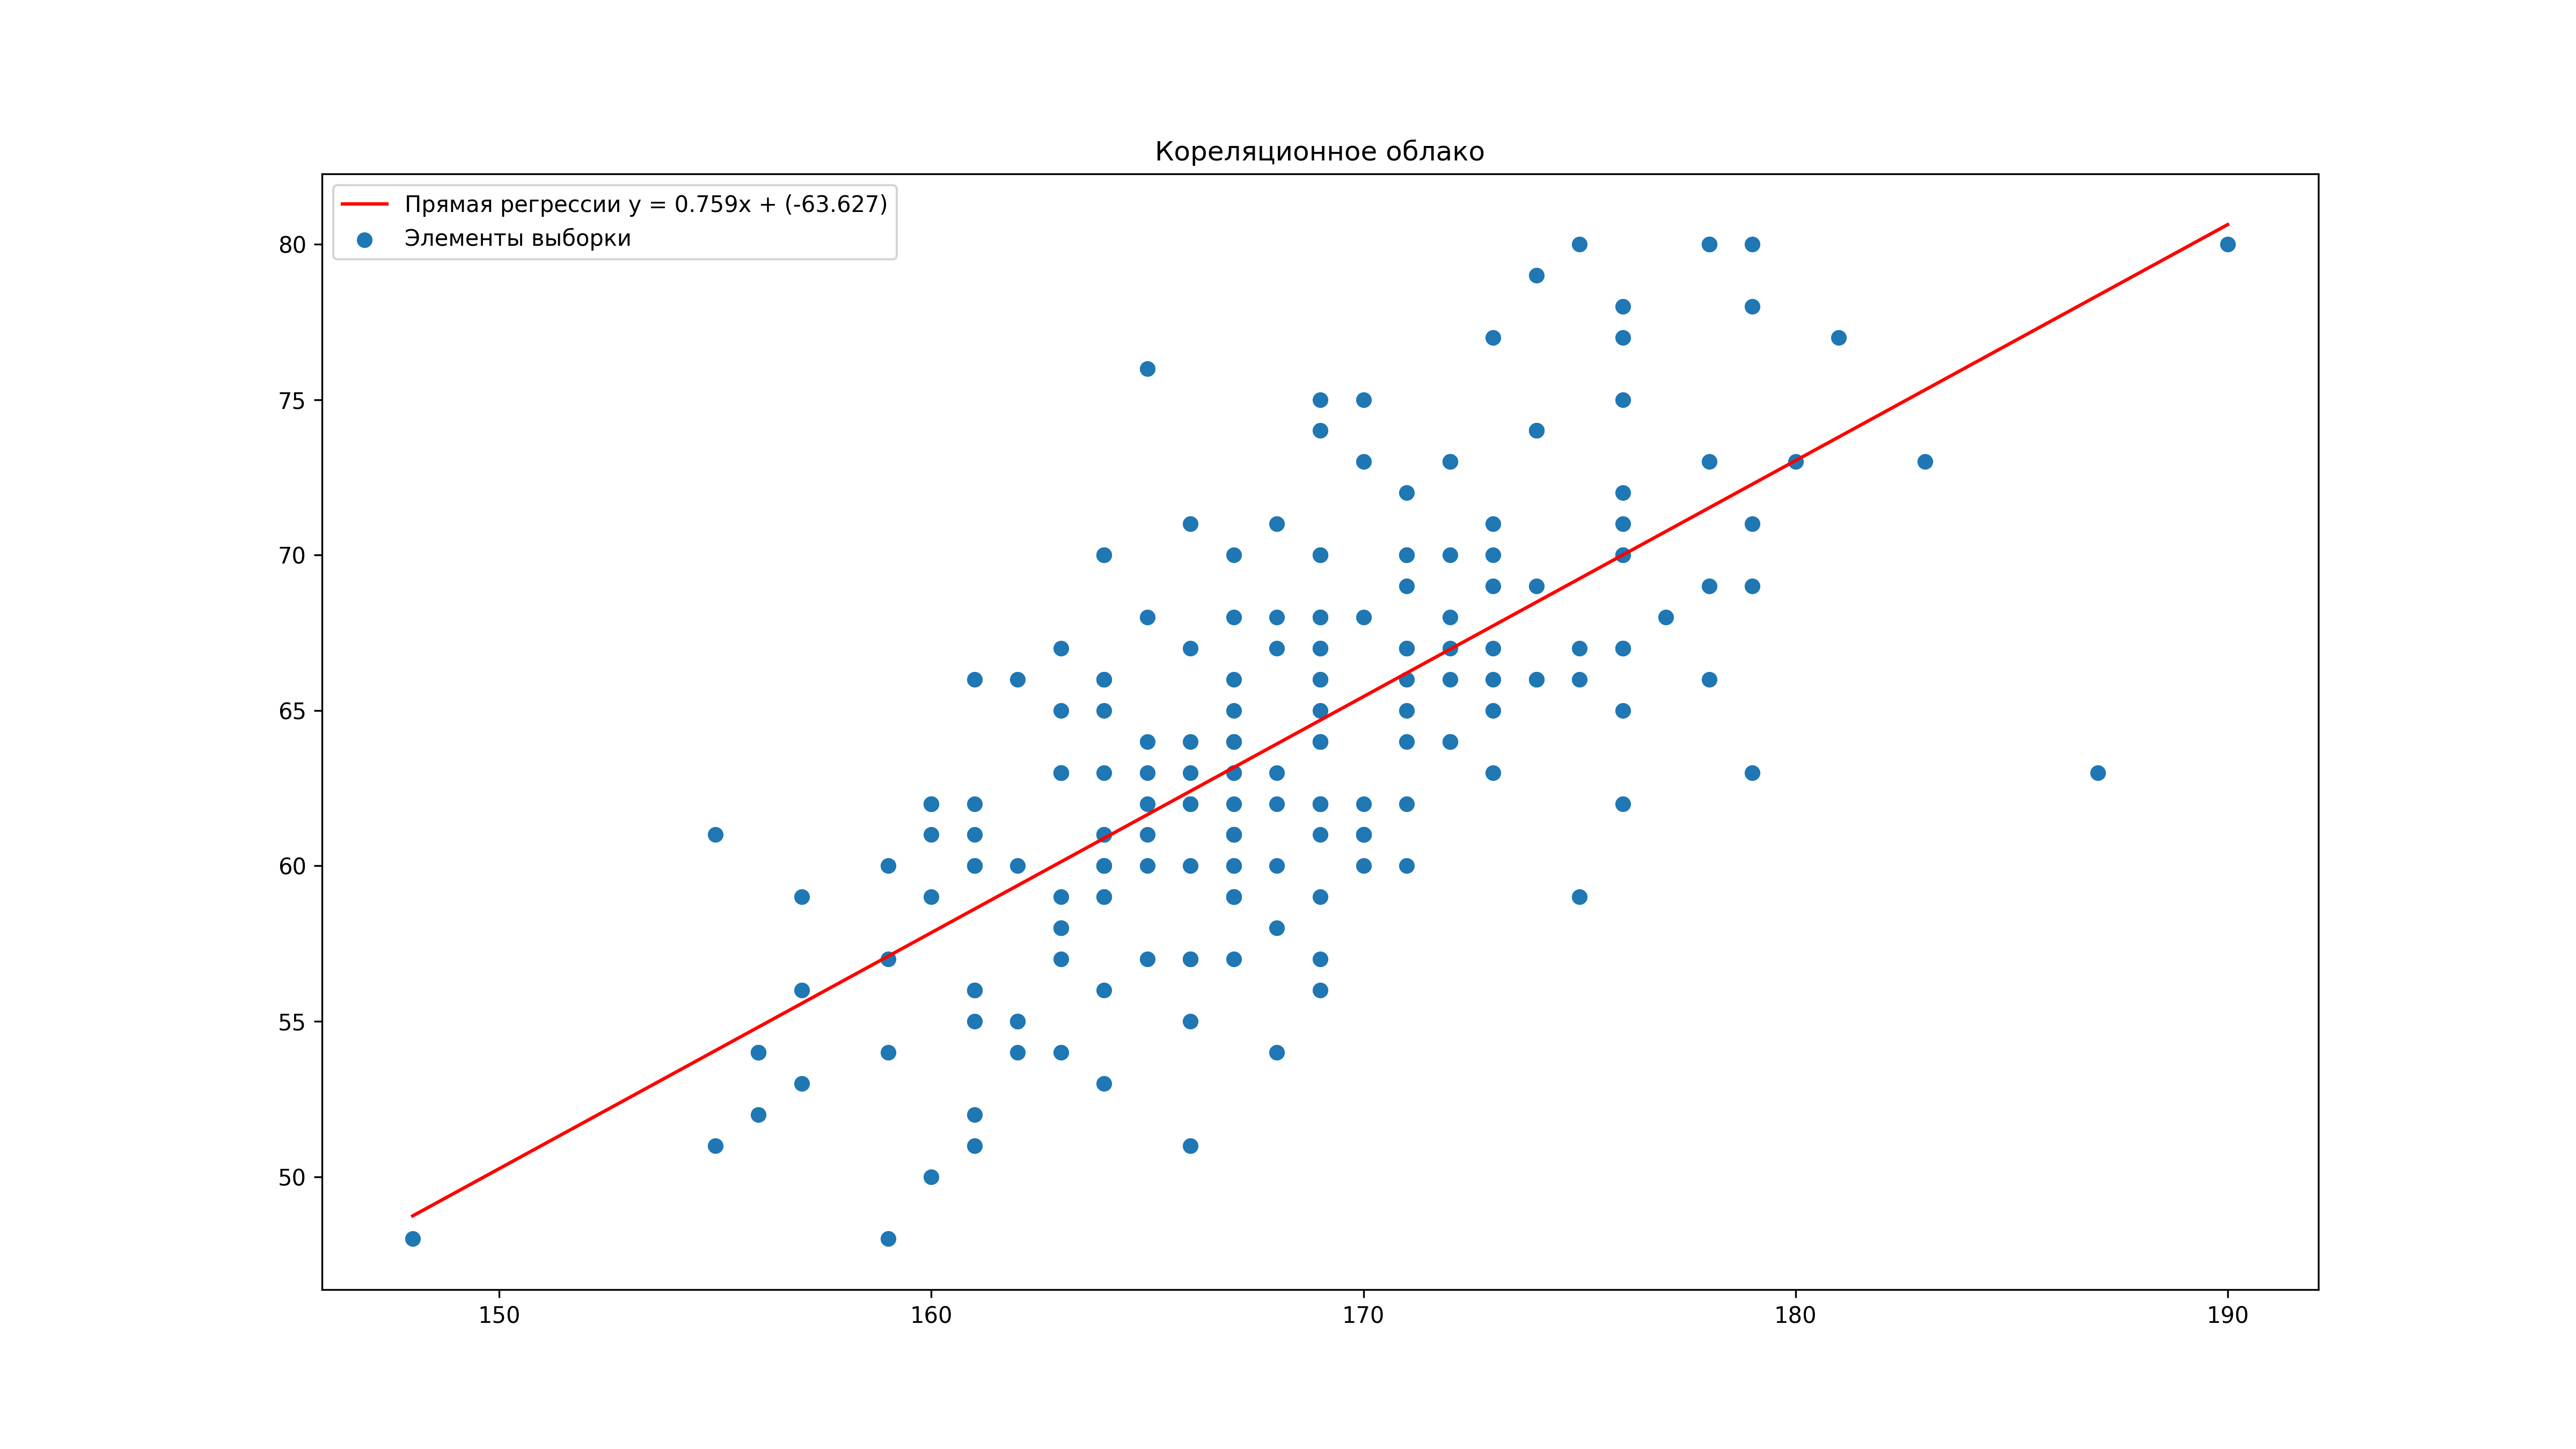 Кореляционное облако
Прямая регрессии y = 0.759x + (-63.627)
Элементы выборки
80
75
70
65
60
55
50
150 160 170 180 190